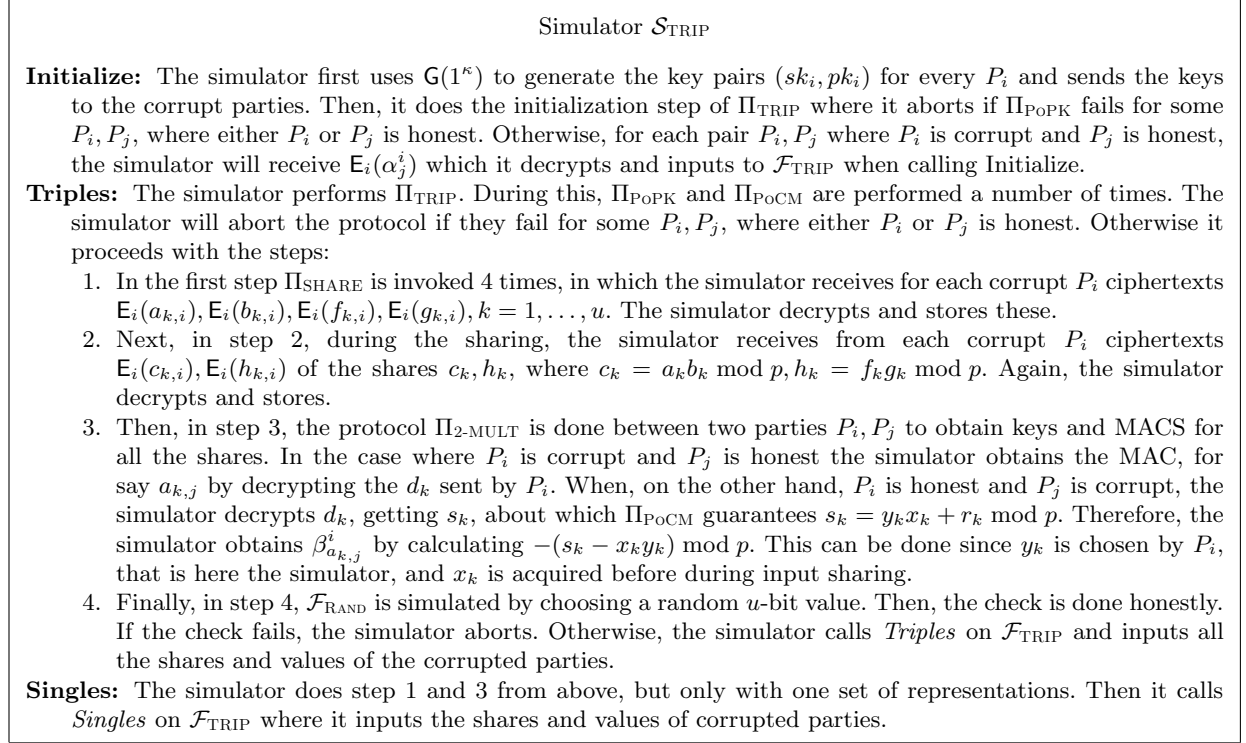 Simulator 𝒮_TRIP
Initialize: The simulator first uses G(1^κ) to generate the key pairs (sk_i, pk_i) for every P_i and sends the keys
to the corrupt parties. Then, it does the initialization step of Π_TRIP where it aborts if Π_PoPK fails for some
P_i, P_j, where either P_i or P_j is honest. Otherwise, for each pair P_i, P_j where P_i is corrupt and P_j is honest,
the simulator will receive E_i(α_j^i) which it decrypts and inputs to ℱ_TRIP when calling Initialize.
Triples: The simulator performs Π_TRIP. During this, Π_PoPK and Π_PoCM are performed a number of times. The
simulator will abort the protocol if they fail for some P_i, P_j, where either P_i or P_j is honest. Otherwise it
proceeds with the steps:
1. In the first step Π_SHARE is invoked 4 times, in which the simulator receives for each corrupt P_i ciphertexts
E_i(a_{k,i}), E_i(b_{k,i}), E_i(f_{k,i}), E_i(g_{k,i}), k = 1, . . . , u. The simulator decrypts and stores these.
2. Next, in step 2, during the sharing, the simulator receives from each corrupt P_i ciphertexts
E_i(c_{k,i}), E_i(h_{k,i}) of the shares c_k, h_k, where c_k = a_k b_k mod p, h_k = f_k g_k mod p. Again, the simulator
decrypts and stores.
3. Then, in step 3, the protocol Π_2-MULT is done between two parties P_i, P_j to obtain keys and MACS for
all the shares. In the case where P_i is corrupt and P_j is honest the simulator obtains the MAC, for
say a_{k,j} by decrypting the d_k sent by P_i. When, on the other hand, P_i is honest and P_j is corrupt, the
simulator decrypts d_k, getting s_k, about which Π_PoCM guarantees s_k = y_k x_k + r_k mod p. Therefore, the
simulator obtains β^i_{a_{k,j}} by calculating −(s_k − x_k y_k) mod p. This can be done since y_k is chosen by P_i,
that is here the simulator, and x_k is acquired before during input sharing.
4. Finally, in step 4, ℱ_RAND is simulated by choosing a random u-bit value. Then, the check is done honestly.
If the check fails, the simulator aborts. Otherwise, the simulator calls Triples on ℱ_TRIP and inputs all
the shares and values of the corrupted parties.
Singles: The simulator does step 1 and 3 from above, but only with one set of representations. Then it calls
Singles on ℱ_TRIP where it inputs the shares and values of corrupted parties.